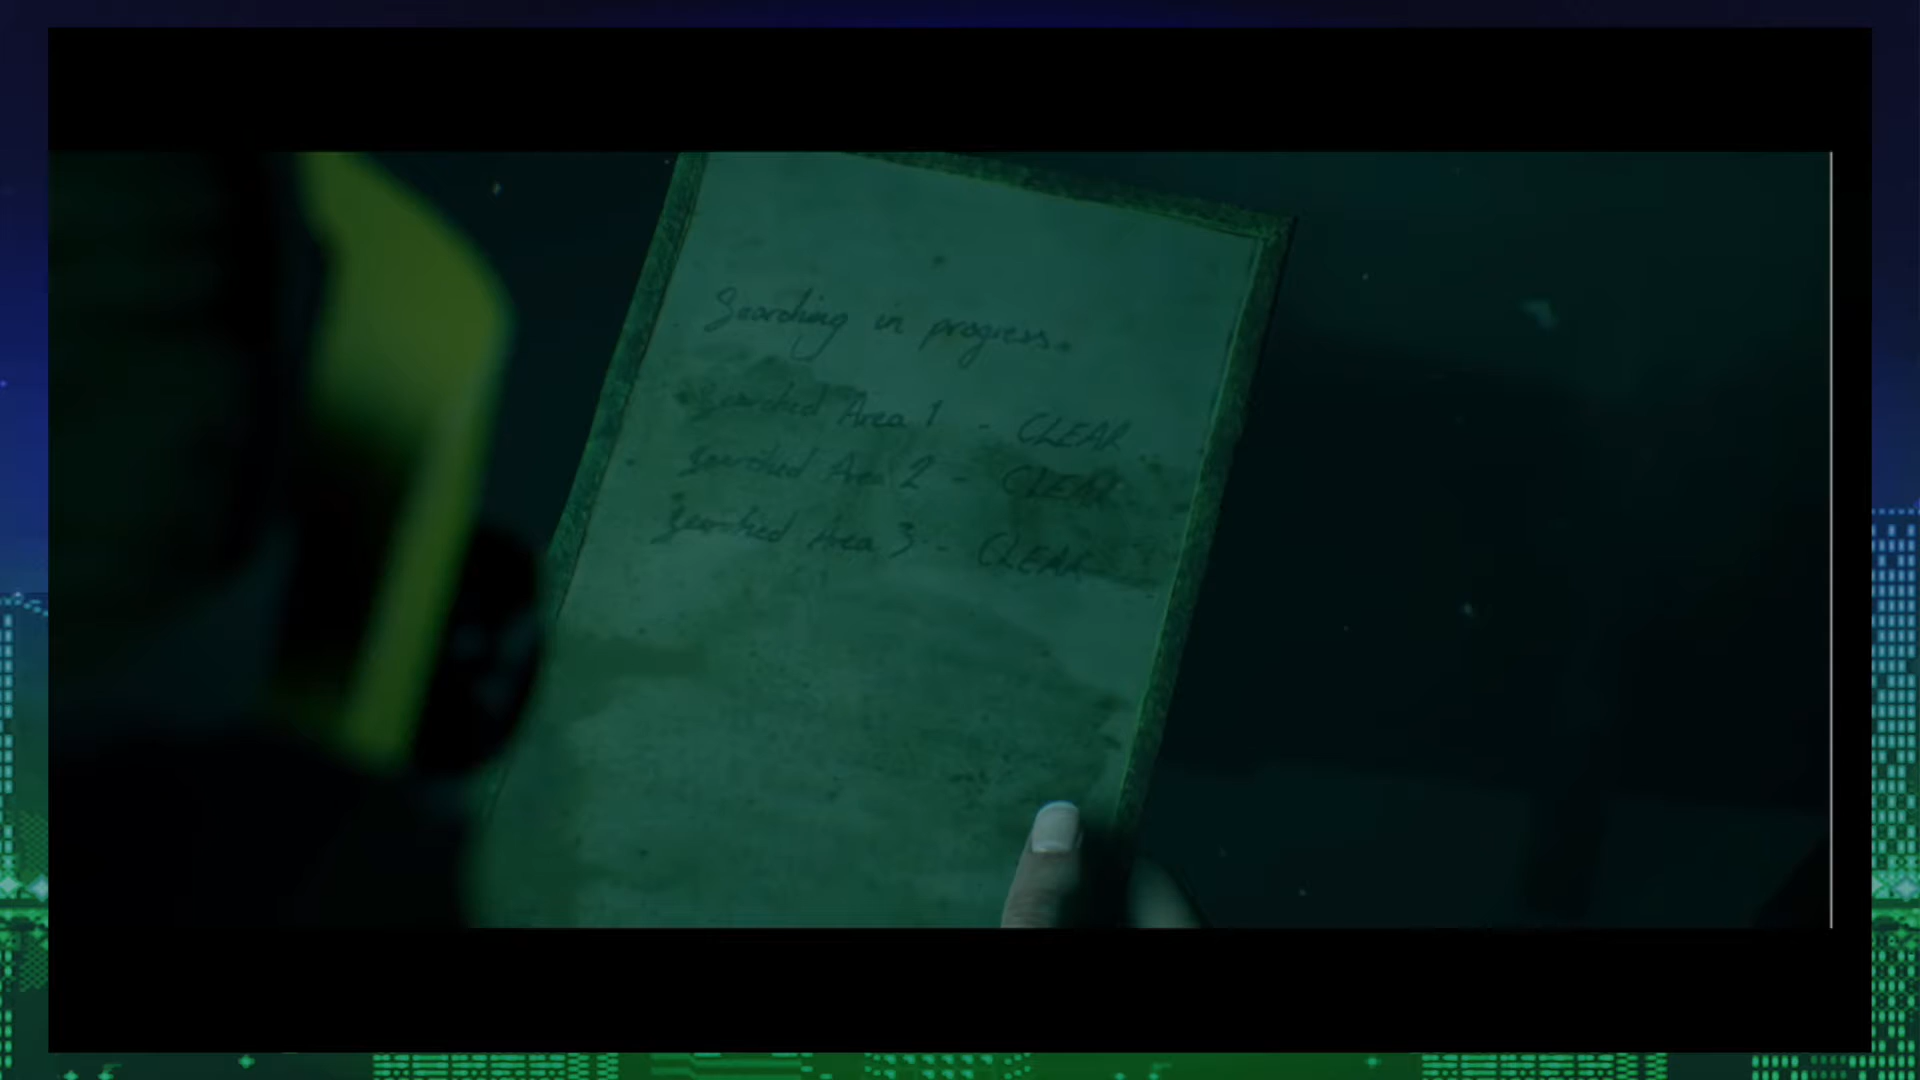 Searching in progress.
Searched Area 1 - CLEAR
Searched Area 2 - CLEAR
Searched Area 3 - CLEAR